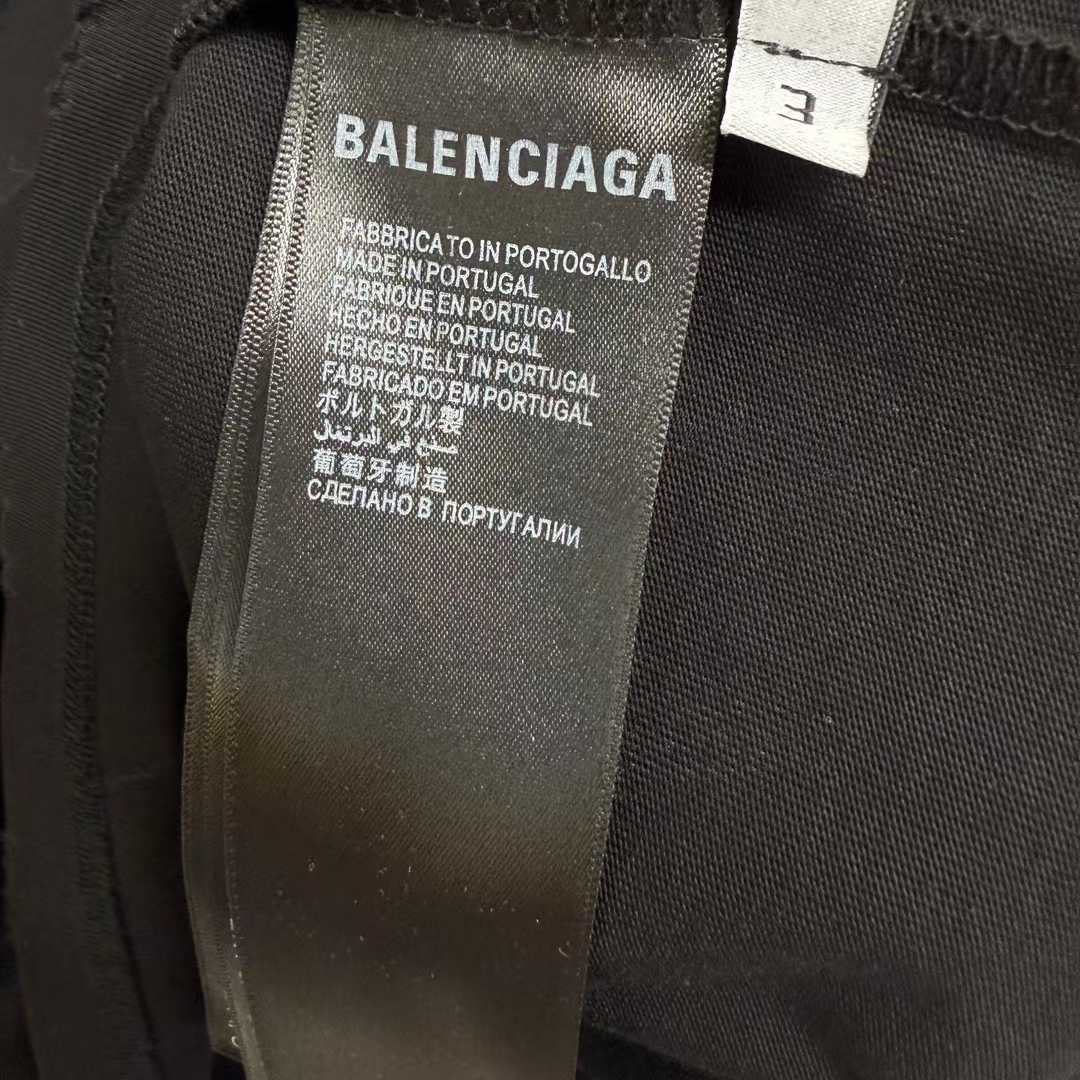 BALENCIAGA
3
FABBRICATO IN PORTOGALLO
MADE IN PORTUGAL
FABRIQUE EN PORTUGAL
HECHO EN PORTUGAL
HERGESTELLT IN PORTUGAL
FABRICADO EM PORTUGAL
ポルトガル製
صنع في البرتغال
葡萄牙制造
СДЕЛАНО В ПОРТУГАЛИИ